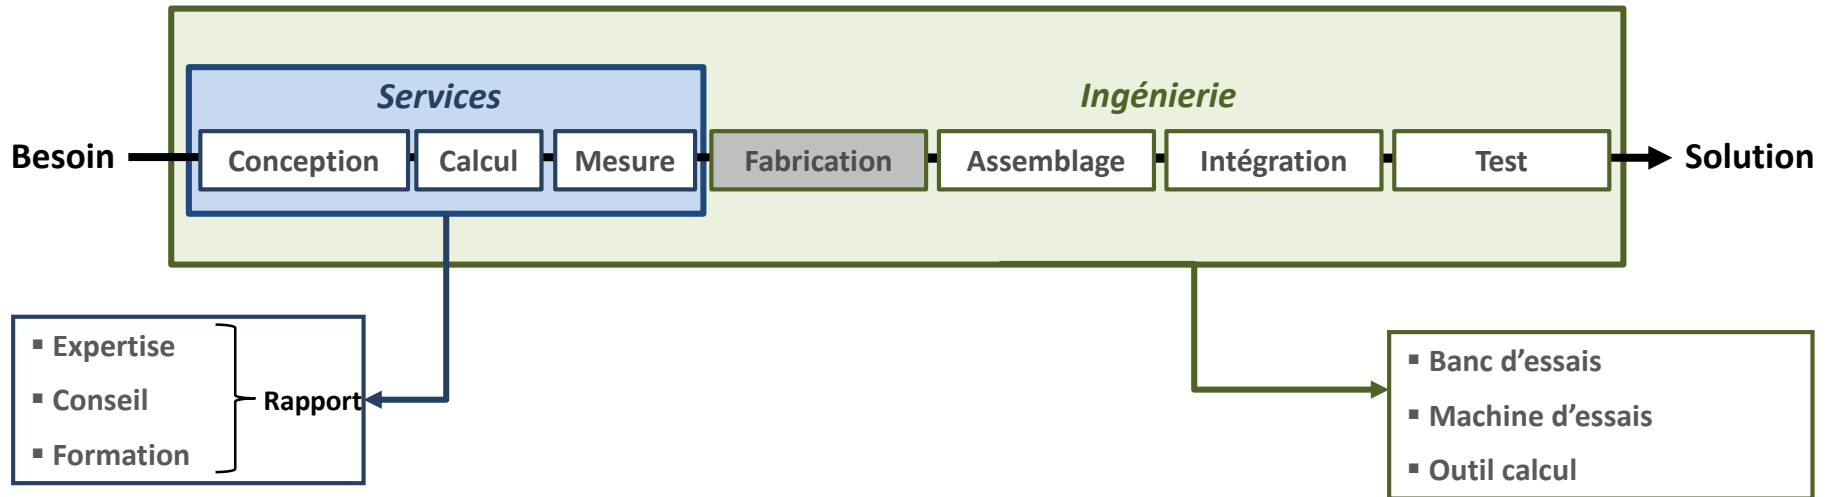 Services
Ingénierie
Besoin
Conception
Calcul
Mesure
Fabrication
Assemblage
Intégration
Test
Solution
▪ Expertise
▪ Conseil
▪ Formation
Rapport
▪ Banc d’essais
▪ Machine d’essais
▪ Outil calcul